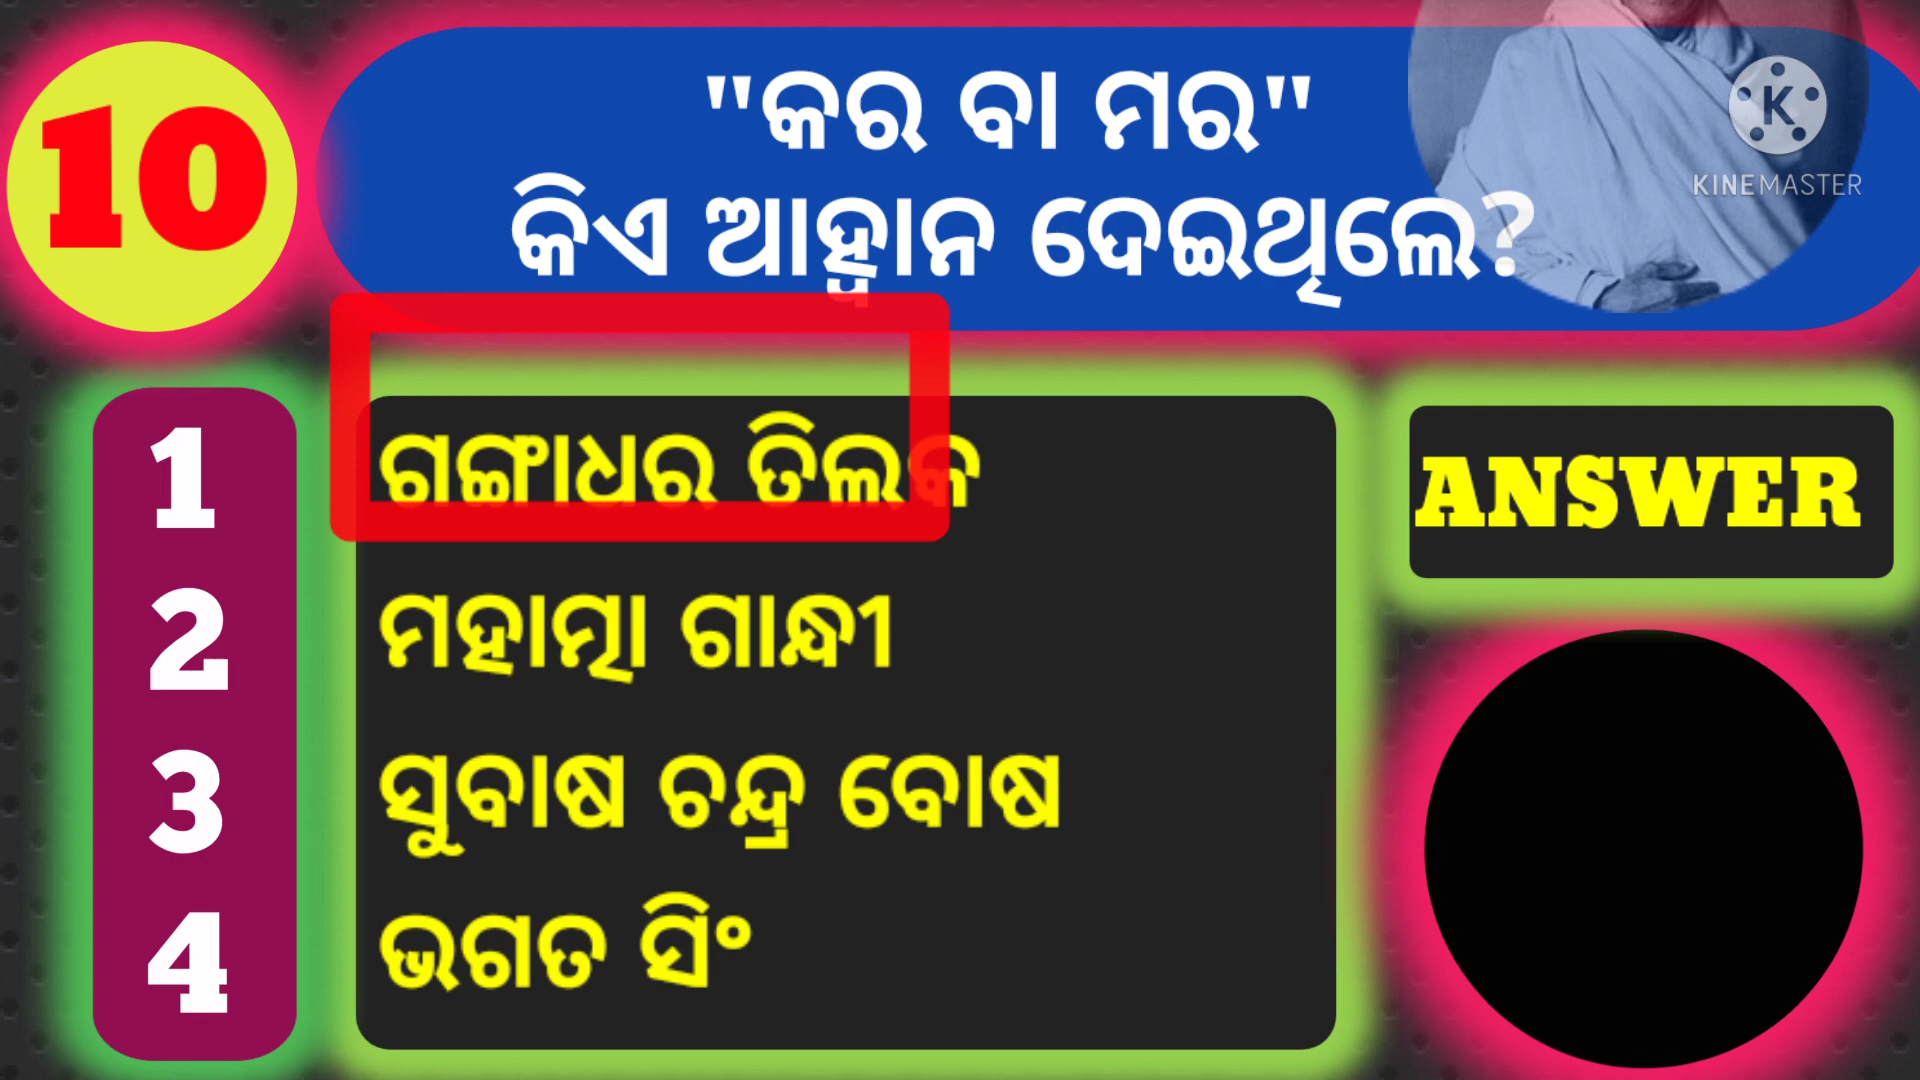 10
"କର ବା ମର"
କିଏ ଆହ୍ବାନ ଦେଇଥିଲେ?
KINEMASTER
1
ଗଙ୍ଗାଧର ତିଲକ
ANSWER
2
ମହାତ୍ମା ଗାନ୍ଧୀ
3
ସୁବାଷ ଚନ୍ଦ୍ର ବୋଷ
4
ଭଗତ ସିଂ